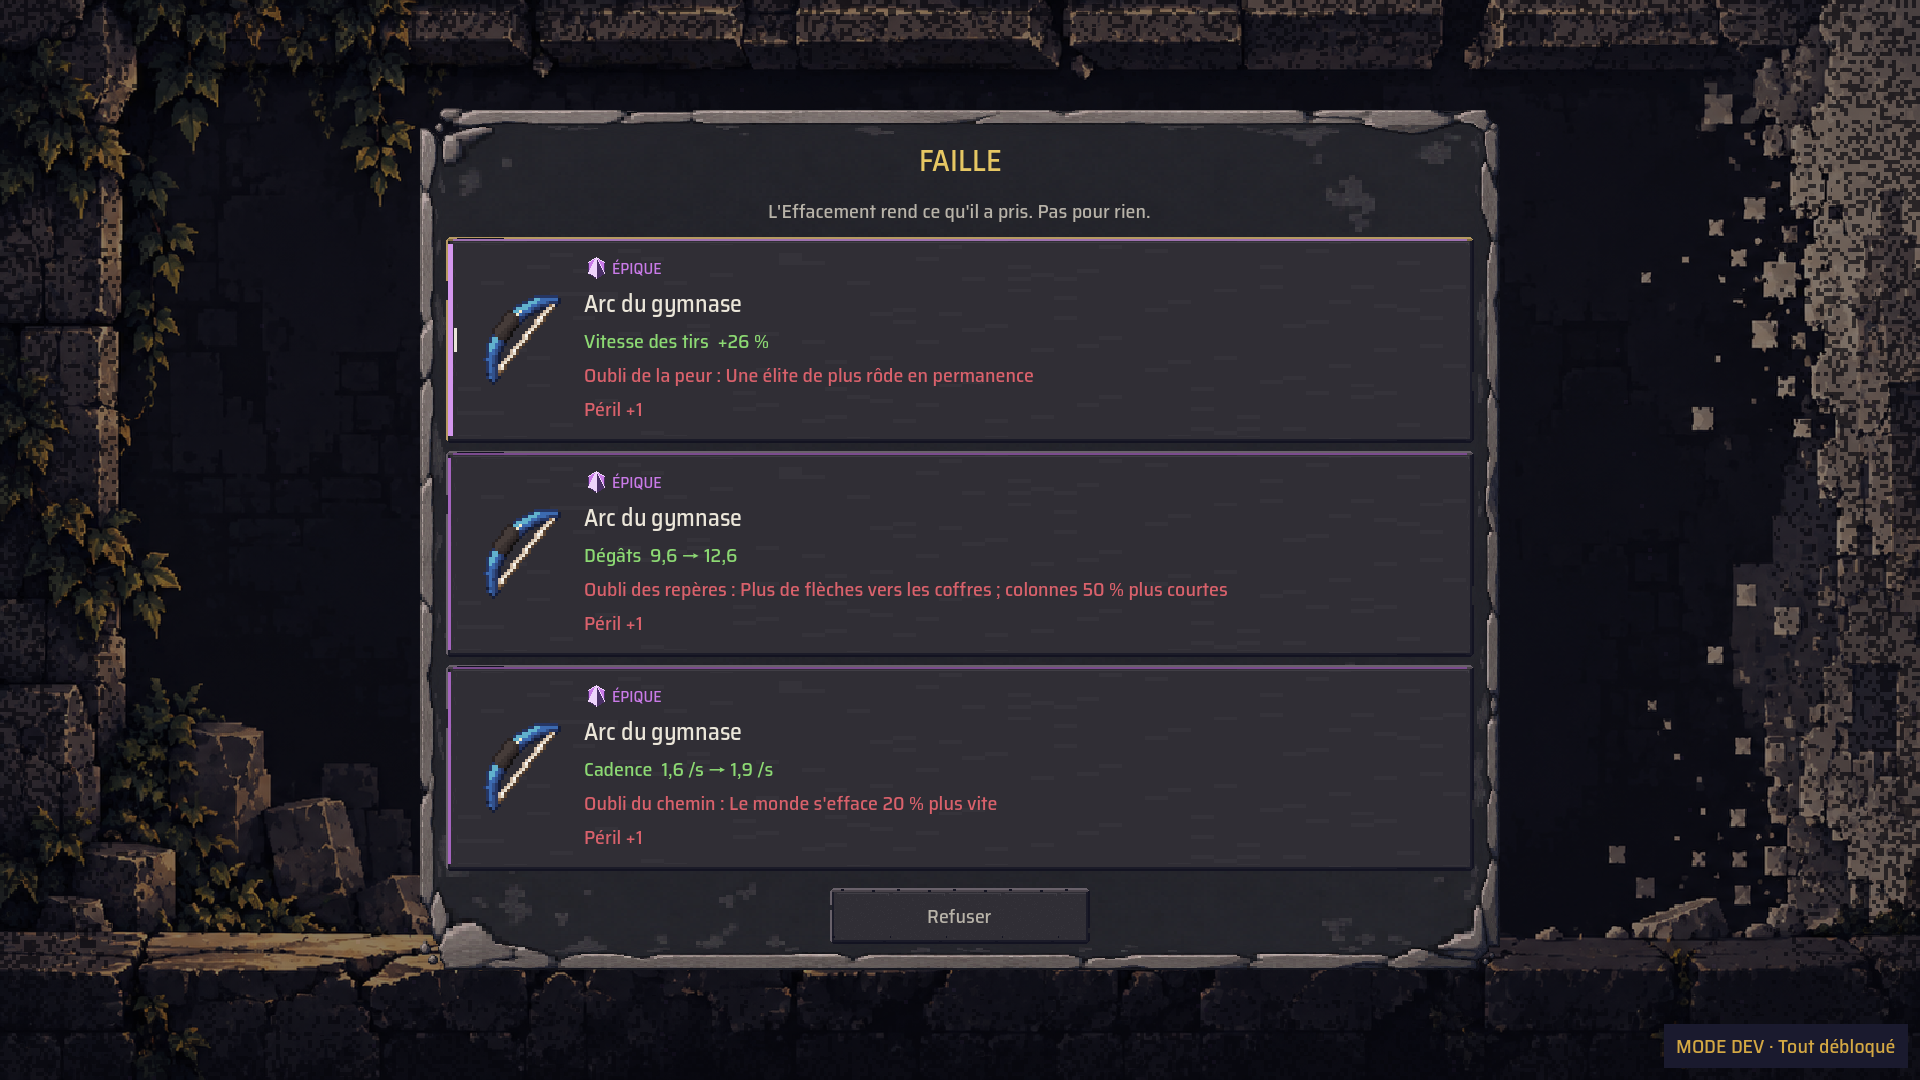 FAILLE
L'Effacement rend ce qu'il a pris. Pas pour rien.
ÉPIQUE
Arc du gymnase
Vitesse des tirs +26 %
Oubli de la peur : Une élite de plus rôde en permanence
Péril +1
ÉPIQUE
Arc du gymnase
Dégâts 9,6 → 12,6
Oubli des repères : Plus de flèches vers les coffres ; colonnes 50 % plus courtes
Péril +1
ÉPIQUE
Arc du gymnase
Cadence 1,6 /s → 1,9 /s
Oubli du chemin : Le monde s'efface 20 % plus vite
Péril +1
Refuser
MODE DEV · Tout débloqué